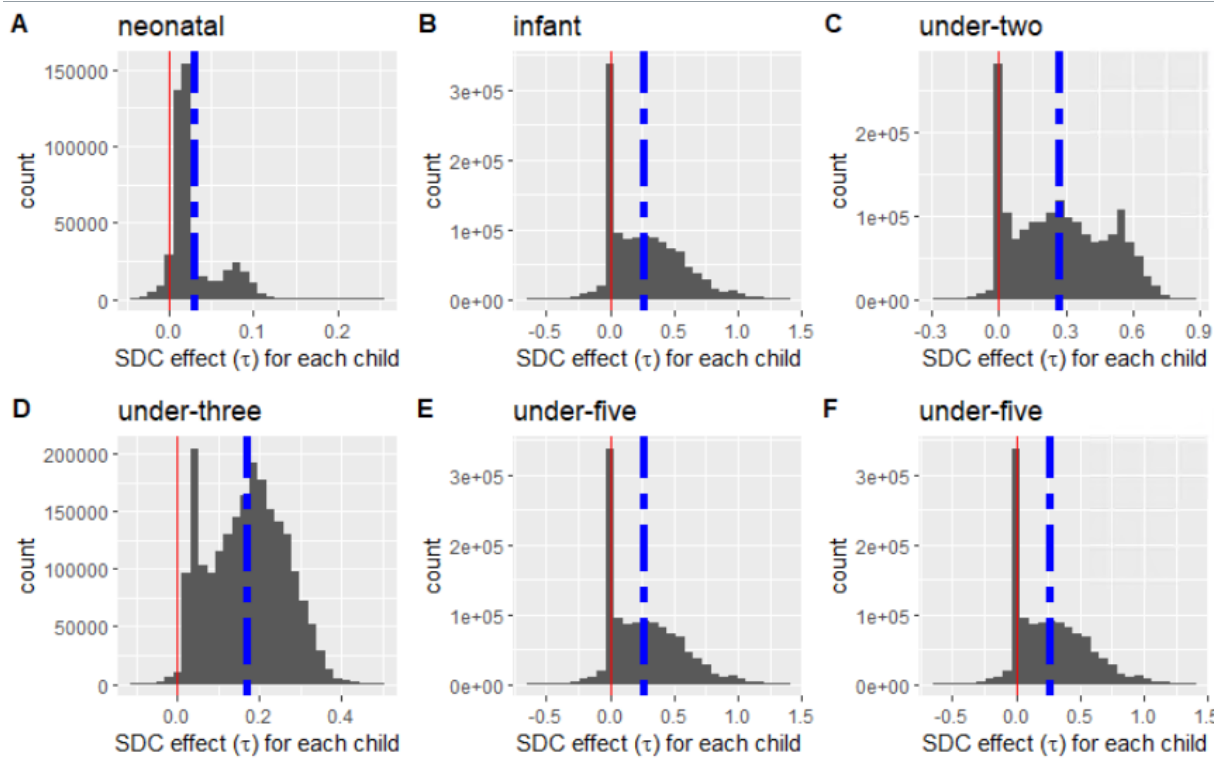 A neonatal
150000
100000
50000
0
count
0.0 0.1 0.2
SDC effect (τ) for each child
B infant
3e+05
2e+05
1e+05
0e+00
count
-0.5 0.0 0.5 1.0 1.5
SDC effect (τ) for each child
C under-two
2e+05
1e+05
0e+00
count
-0.3 0.0 0.3 0.6 0.9
SDC effect (τ) for each child
D under-three
200000
150000
100000
50000
0
count
0.0 0.2 0.4
SDC effect (τ) for each child
E under-five
3e+05
2e+05
1e+05
0e+00
count
-0.5 0.0 0.5 1.0 1.5
SDC effect (τ) for each child
F under-five
3e+05
2e+05
1e+05
0e+00
count
-0.5 0.0 0.5 1.0 1.5
SDC effect (τ) for each child